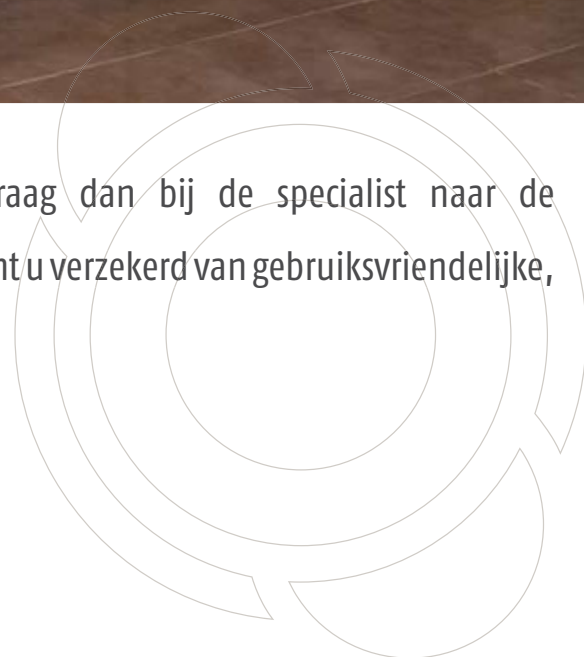 raag dan bij de specialist naar de
nt u verzekerd van gebruiksvriendelijke,